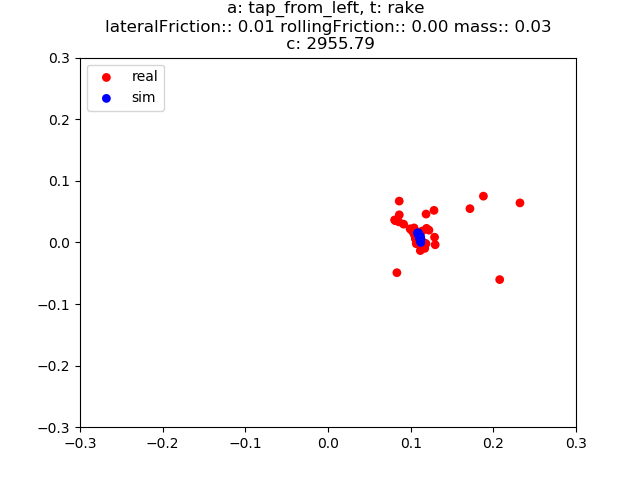 a: tap_from_left, t: rake
lateralFriction:: 0.01 rollingFriction:: 0.00 mass:: 0.03
c: 2955.79
real
sim
0.3
0.2
0.1
0.0
−0.1
−0.2
−0.3
−0.3 −0.2 −0.1 0.0 0.1 0.2 0.3